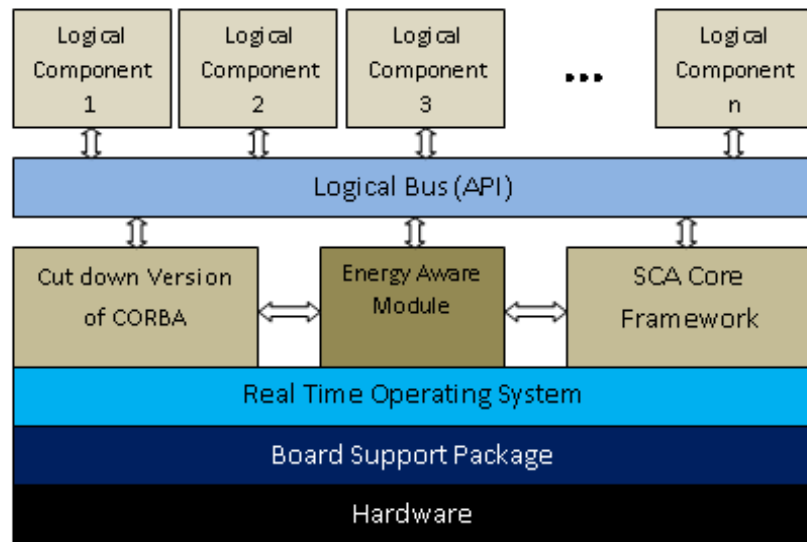 Logical
Component
1
Logical
Component
2
Logical
Component
3
...
Logical
Component
n
Logical Bus (API)
Cut down Version
of CORBA
Energy Aware
Module
SCA Core
Framework
Real Time Operating System
Board Support Package
Hardware